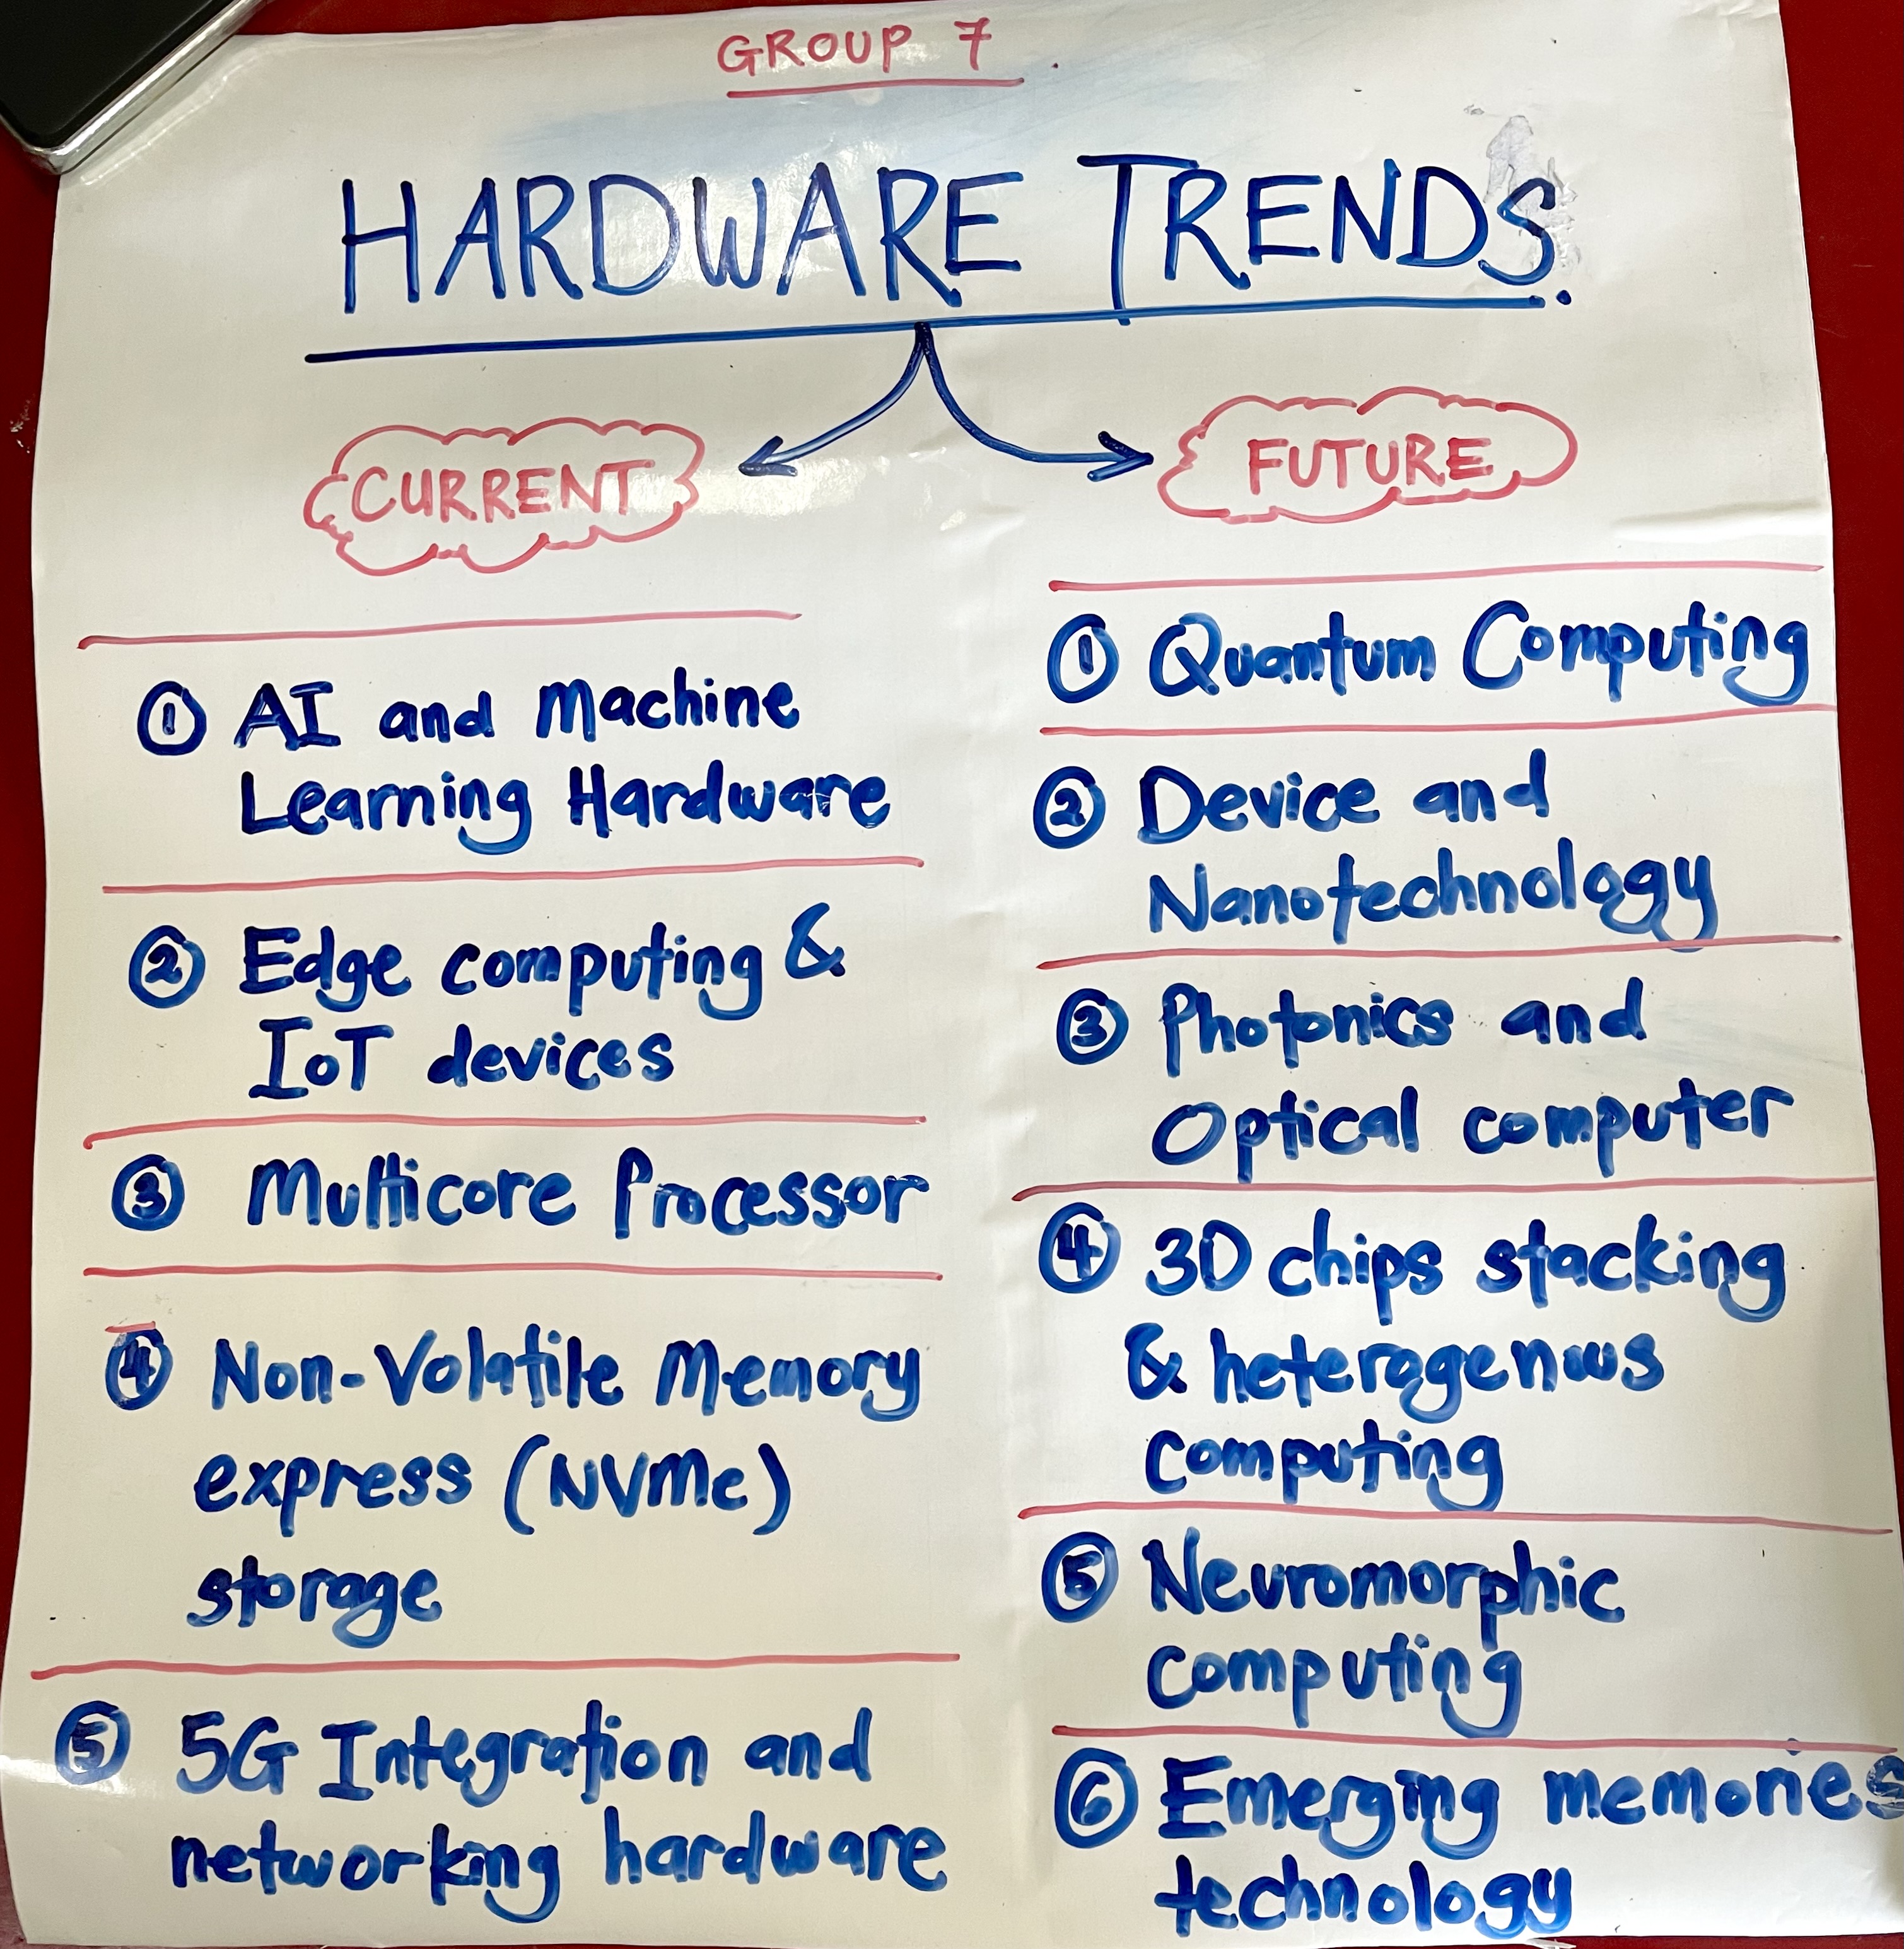 GROUP 7
HARDWARE TRENDS.
CURRENT
① AI and Machine
Learning Hardware
② Edge computing &
IoT devices
③ Multicore Processor
④ Non-Volatile Memory
express (NVMe)
storage
⑤ 5G Integration and
networking hardware
FUTURE
① Quantum Computing
② Device and
Nanotechnology
③ Photonics and
Optical computer
④ 3D chips stacking
& heterogenous
computing
⑤ Neuromorphic
Computing
⑥ Emerging memories
technology